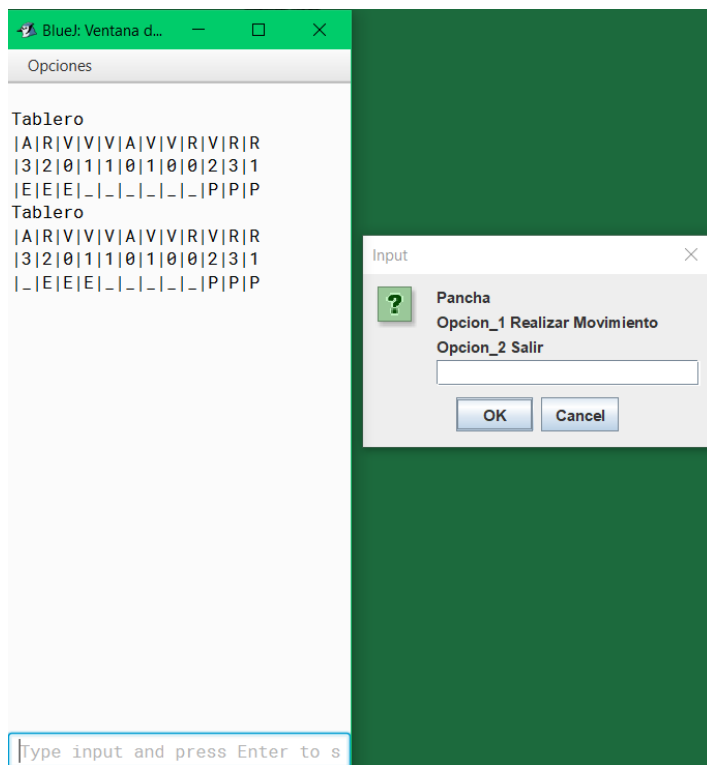 BlueJ: Ventana d...
Opciones
Tablero
|A|R|V|V|V|A|V|V|R|V|R|R
|3|2|0|1|1|0|1|0|0|2|3|1
|E|E|E|_|_|_|_|_|_|P|P|P
Tablero
|A|R|V|V|V|A|V|V|R|V|R|R
|3|2|0|1|1|0|1|0|0|2|3|1
|_|E|E|E|_|_|_|_|_|P|P|P
Input
Pancha
Opcion_1 Realizar Movimiento
Opcion_2 Salir
OK Cancel
Type input and press Enter to s